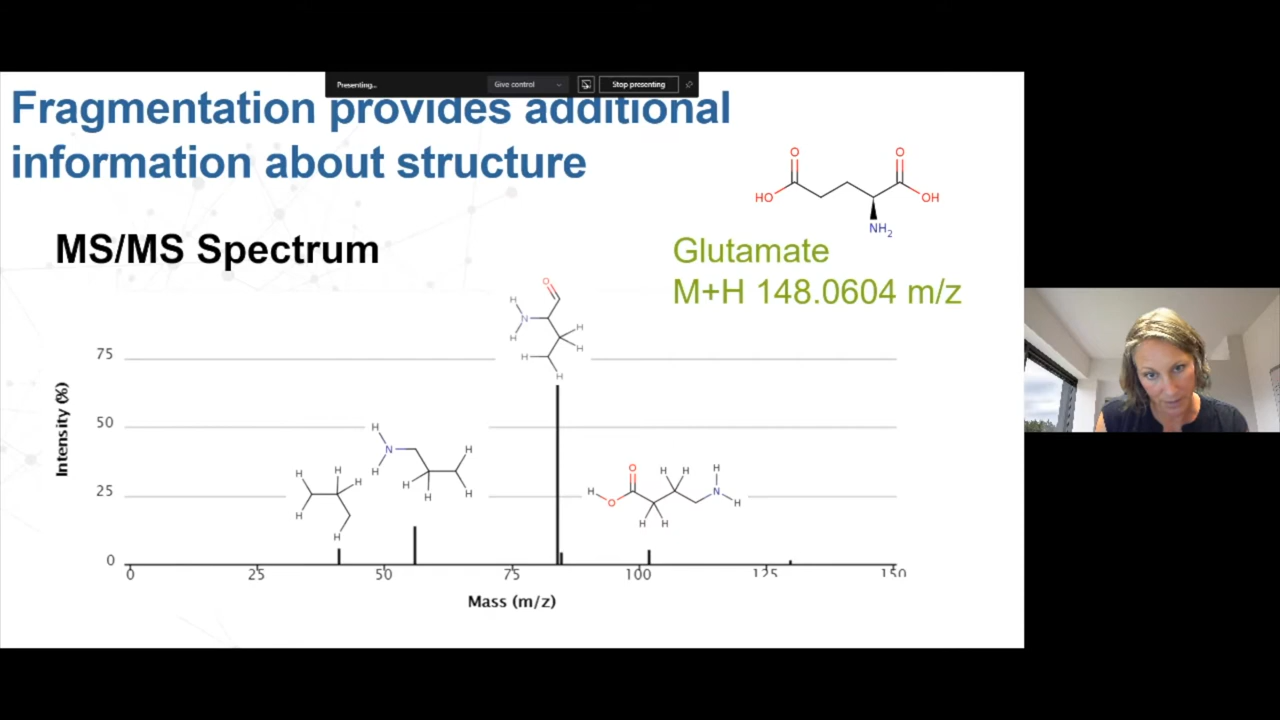 Presenting...
Give control
Stop presenting
Fragmentation provides additional
information about structure
MS/MS Spectrum
Glutamate
M+H 148.0604 m/z
O
O
HO
OH
NH2
O
H
N
H
H
H
H
H
75
50
25
0
Intensity (%)
H
N
H
H
H
H
H
H
H
H
H
H
H
O
H
O
H
H
H
H
H
N
H
0
25
50
75
100
125
150
Mass (m/z)